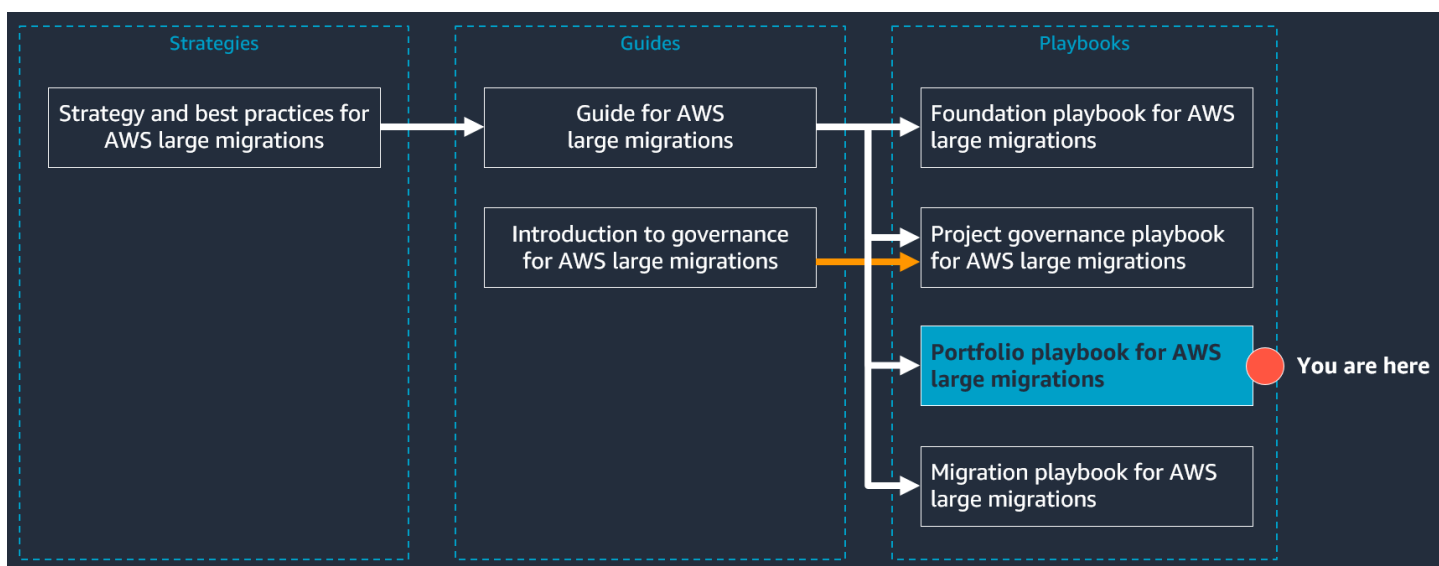 Strategies
Strategy and best practices for
AWS large migrations
Guides
Guide for AWS
large migrations
Introduction to governance
for AWS large migrations
Playbooks
Foundation playbook for AWS
large migrations
Project governance playbook
for AWS large migrations
Portfolio playbook for AWS
large migrations
You are here
Migration playbook for AWS
large migrations